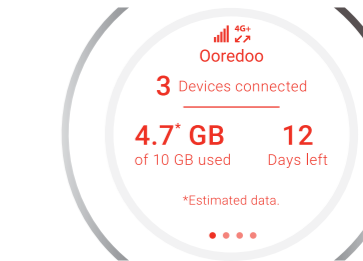 4G+
Ooredoo
3 Devices connected
4.7* GB 12
of 10 GB used Days left
*Estimated data.